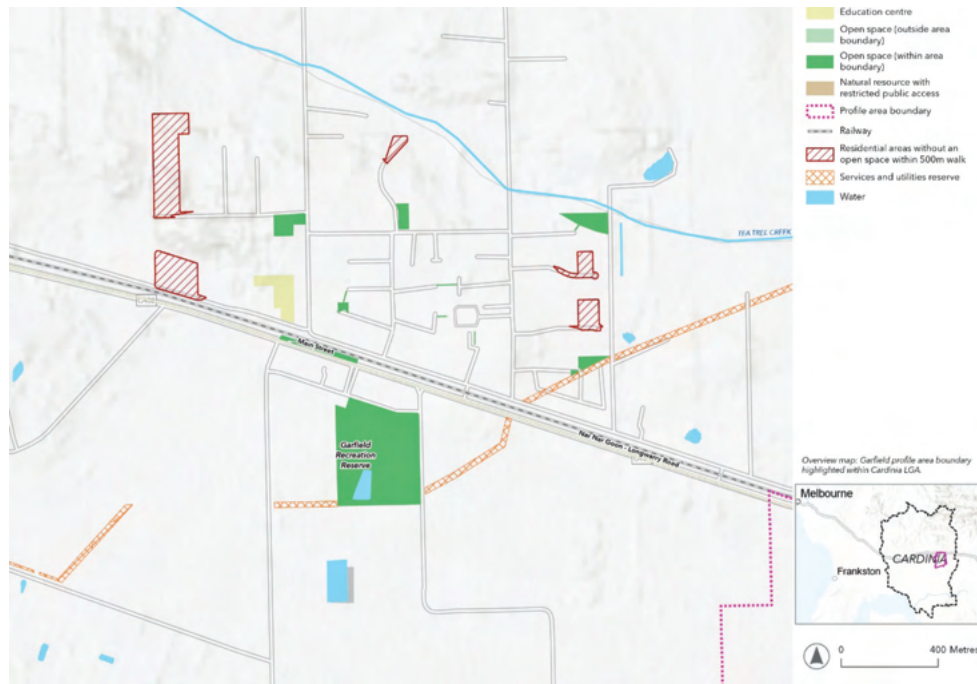 Education centre
Open space (outside area
boundary)
Open space (within area
boundary)
Natural resource with
restricted public access
Profile area boundary
Railway
Residential areas without an
open space within 500m walk
Services and utilities reserve
Water
TEA TREE CREEK
C402
Main Street
Garfield
Recreation
Reserve
Nar Nar Goon - Longwarry Road
Overview map: Garfield profile area boundary
highlighted within Cardinia LGA.
Melbourne
CARDINIA
Frankston
0 400 Metres